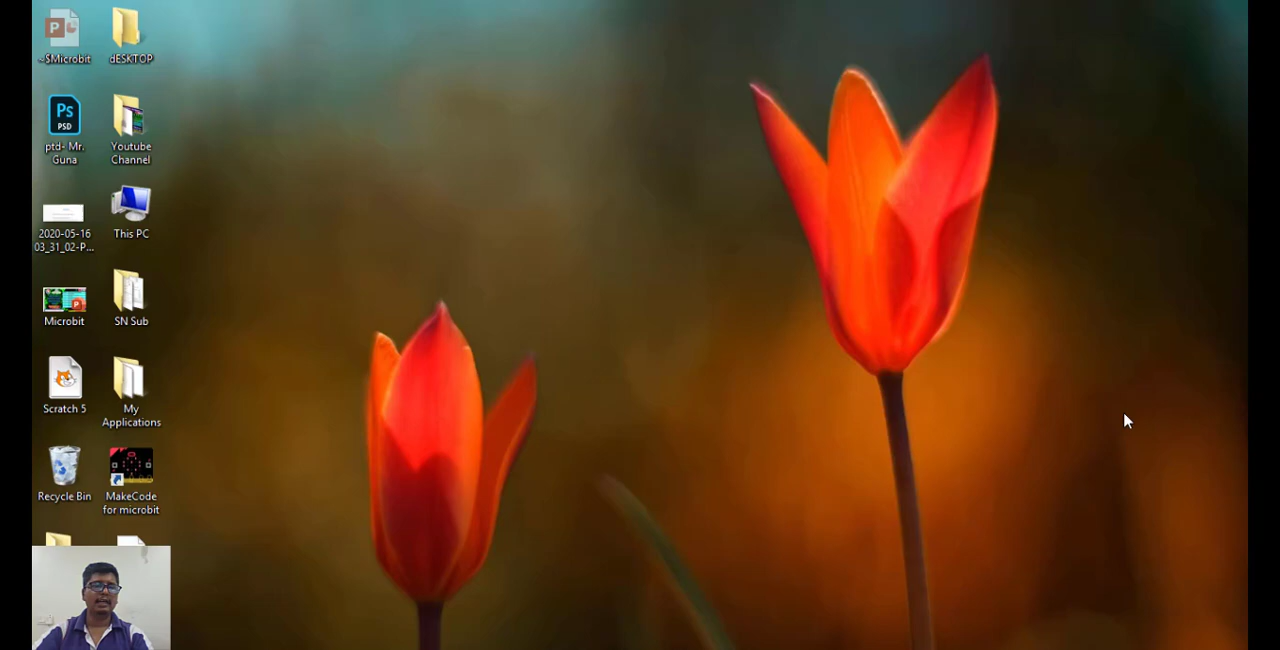 ~$Microbit
dESKTOP
Ps
PSD
ptd- Mr.
Guna
Youtube
Channel
2020-05-16
03_31_02-P...
This PC
Microbit
SN Sub
Scratch 5
My
Applications
Recycle Bin
MakeCode
for microbit